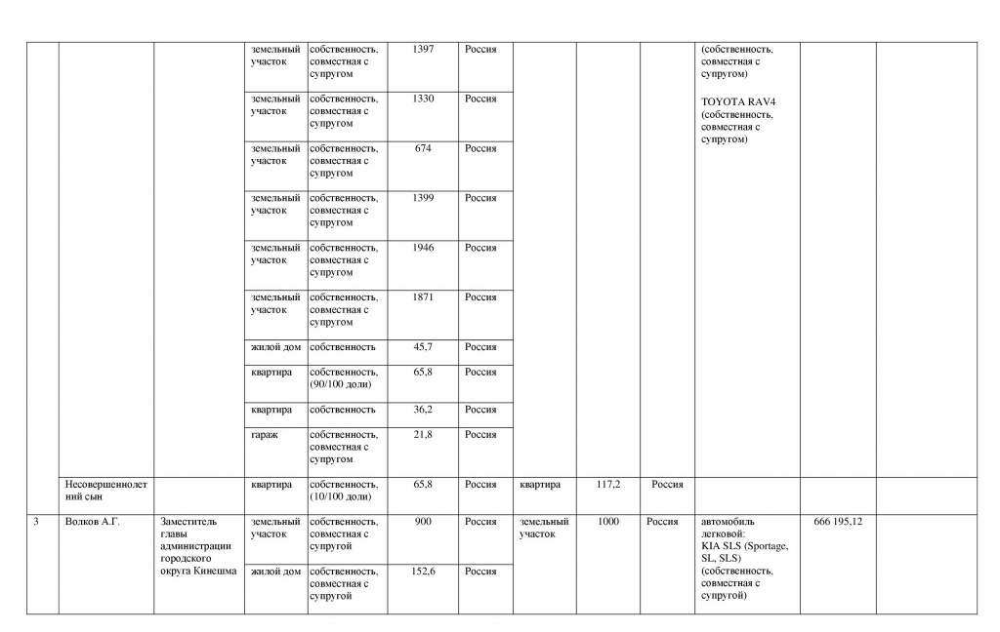 земельный участок собственность, совместная с супругом 1397 Россия (собственность, совместная с супругом)
TOYOTA RAV4 (собственность, совместная с супругом)
земельный участок собственность, совместная с супругом 1330 Россия
земельный участок собственность, совместная с супругом 674 Россия
земельный участок собственность, совместная с супругом 1399 Россия
земельный участок собственность, совместная с супругом 1946 Россия
земельный участок собственность, совместная с супругом 1871 Россия
жилой дом собственность 45,7 Россия
квартира собственность, (90/100 доли) 65,8 Россия
квартира собственность 36,2 Россия
гараж собственность, совместная с супругом 21,8 Россия
Несовершеннолет ний сын квартира собственность, (10/100 доли) 65,8 Россия квартира 117,2 Россия
3 Волков А.Г. Заместитель главы администрации городского округа Кинешма земельный участок собственность, совместная с супругой 900 Россия земельный участок 1000 Россия автомобиль легковой: KIA SLS (Sportage, SL, SLS) (собственность, совместная с супругой) 666 195,12
жилой дом собственность, совместная с супругой 152,6 Россия